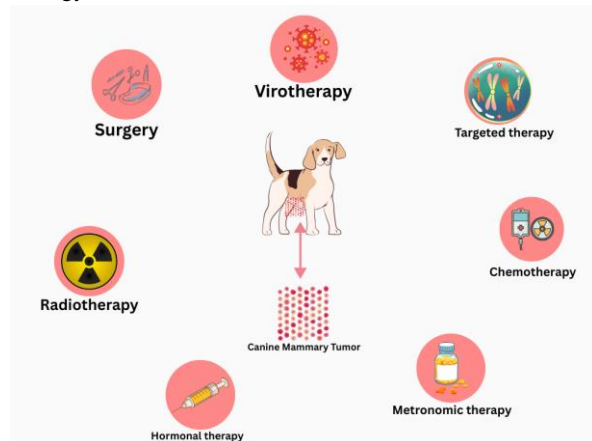 Virotherapy
Surgery
Targeted therapy
Radiotherapy
Chemotherapy
Canine Mammary Tumor
Metronomic therapy
Hormonal therapy